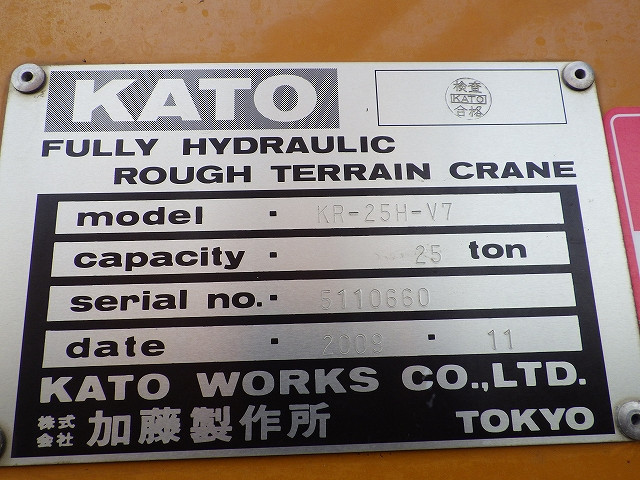 KATO
検査
KATO
合格
FULLY HYDRAULIC
ROUGH TERRAIN CRANE
model · KR-25H-V7
capacity · 25 ton
serial no. · 5110660
date · 2009 · 11
KATO WORKS CO.,LTD.
株式会社 加藤製作所 TOKYO